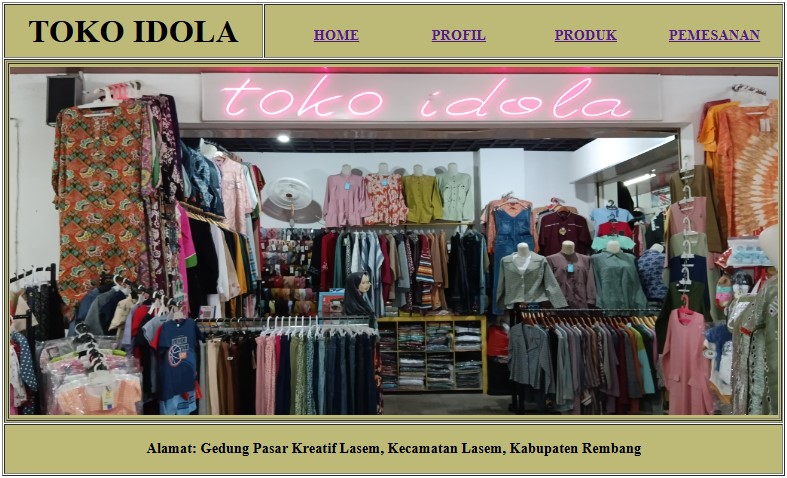 TOKO IDOLA
HOME PROFIL PRODUK PEMESANAN
toko idola
Alamat: Gedung Pasar Kreatif Lasem, Kecamatan Lasem, Kabupaten Rembang